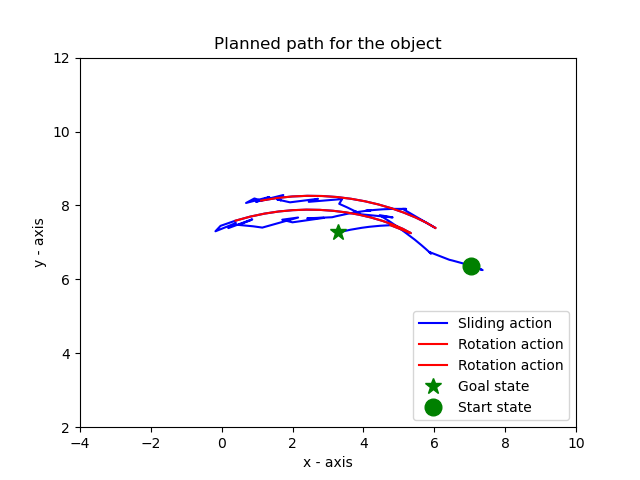 Planned path for the object
12
10
8
6
4
2
y - axis
−4
−2
0
2
4
6
8
10
x - axis
Sliding action
Rotation action
Rotation action
Goal state
Start state